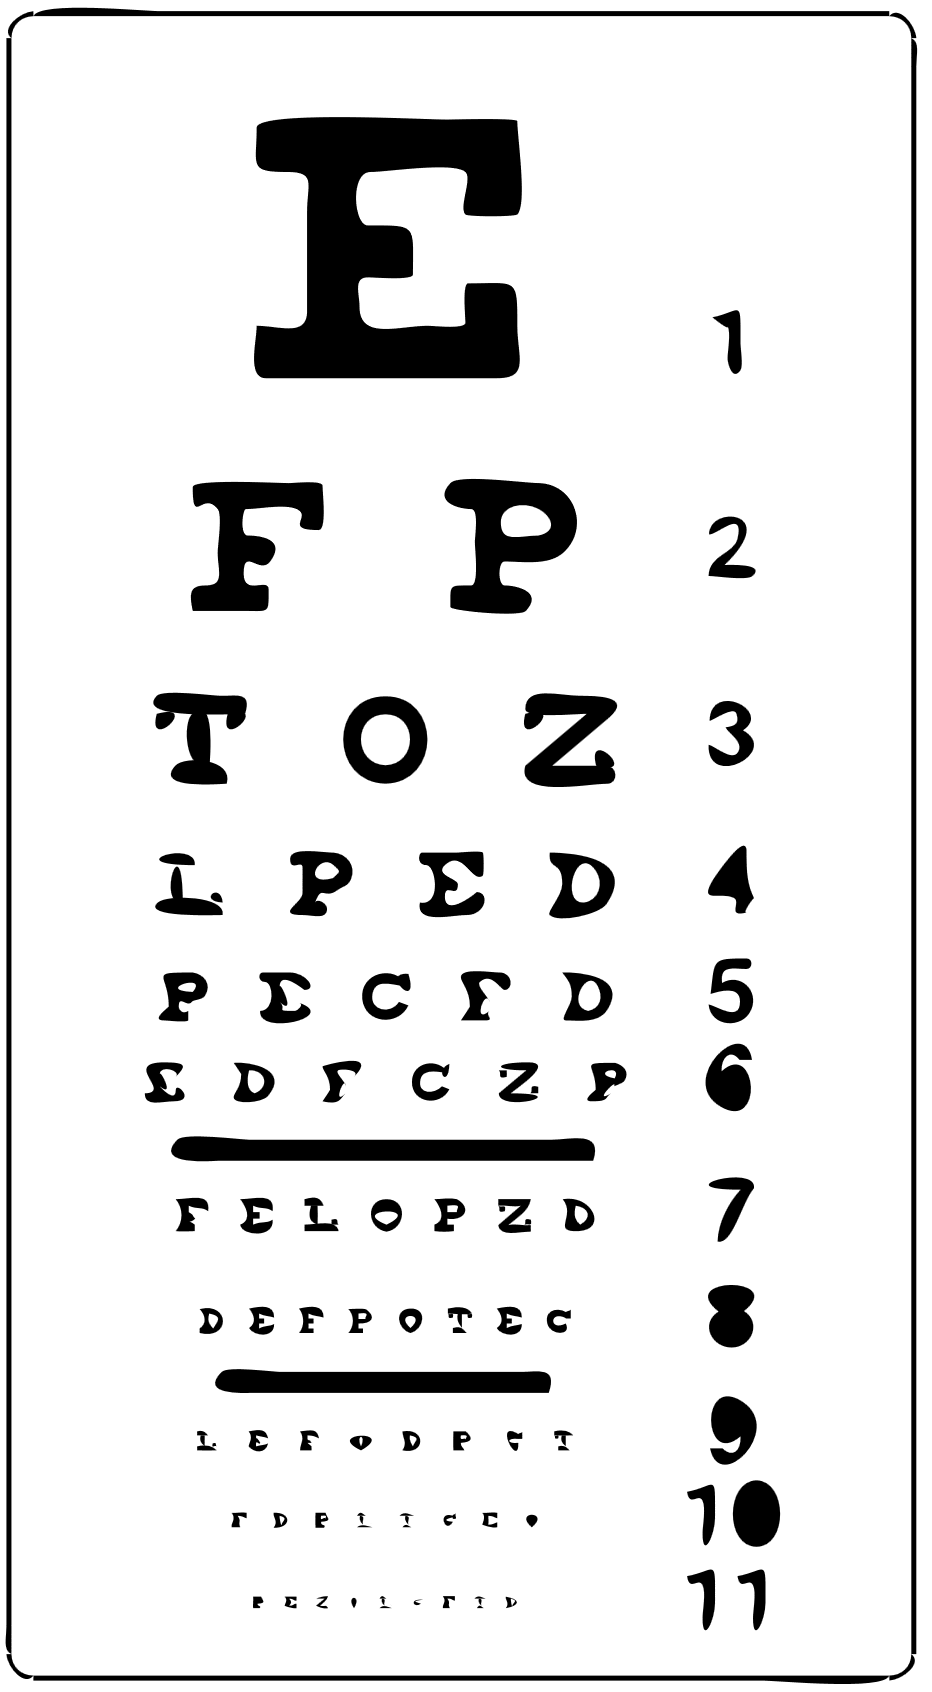 E 1
F P 2
T O Z 3
L P E D 4
P E C F D 5
E D F C Z P 6
F E L O P Z D 7
D E F P O T E C 8
L E F O D P C T 9
F D P L T C E O 10
P E Z O L C F T D 11